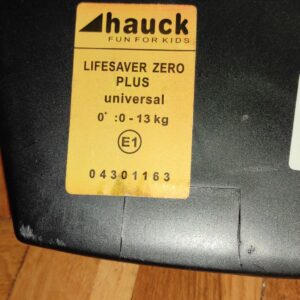 hauck
FUN FOR KIDS
LIFESAVER ZERO
PLUS
universal
0⁺ :0 - 13 kg
E1
04301163